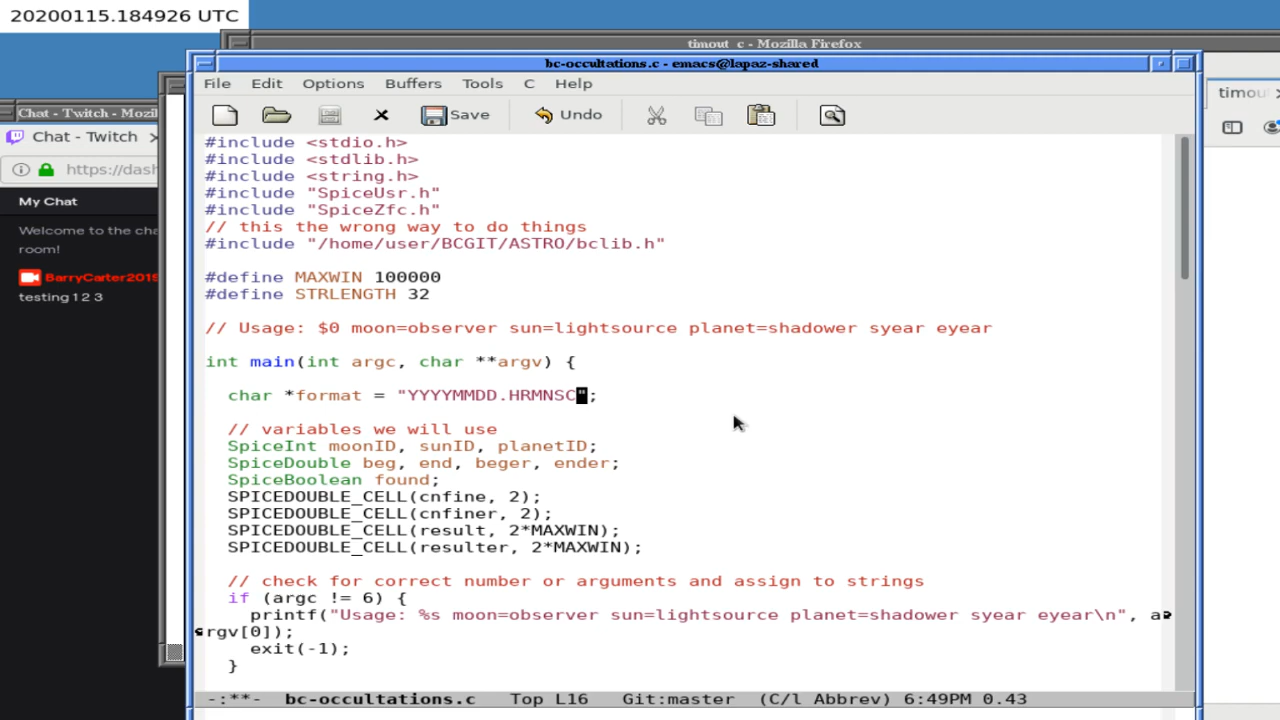 20200115.184926 UTC
timout c - Mozilla Firefox
bc-occultations.c - emacs@lapaz-shared
File Edit Options Buffers Tools C Help
Save Undo
Chat - Twitch - Mozil
Chat - Twitch
https://dash
My Chat
Welcome to the cha
room!
BarryCarter2019
testing 1 2 3
timou
#include <stdio.h>
#include <stdlib.h>
#include <string.h>
#include "SpiceUsr.h"
#include "SpiceZfc.h"
// this the wrong way to do things
#include "/home/user/BCGIT/ASTRO/bclib.h"
#define MAXWIN 100000
#define STRLENGTH 32
// Usage: $0 moon=observer sun=lightsource planet=shadower syear eyear
int main(int argc, char **argv) {
char *format = "YYYYMMDD.HRMNSC";
// variables we will use
SpiceInt moonID, sunID, planetID;
SpiceDouble beg, end, beger, ender;
SpiceBoolean found;
SPICEDOUBLE_CELL(cnfine, 2);
SPICEDOUBLE_CELL(cnfiner, 2);
SPICEDOUBLE_CELL(result, 2*MAXWIN);
SPICEDOUBLE_CELL(resulter, 2*MAXWIN);
// check for correct number or arguments and assign to strings
if (argc != 6) {
printf("Usage: %s moon=observer sun=lightsource planet=shadower syear eyear\n", a
rgv[0]);
exit(-1);
}
-:**- bc-occultations.c Top L16 Git:master (C/l Abbrev) 6:49PM 0.43